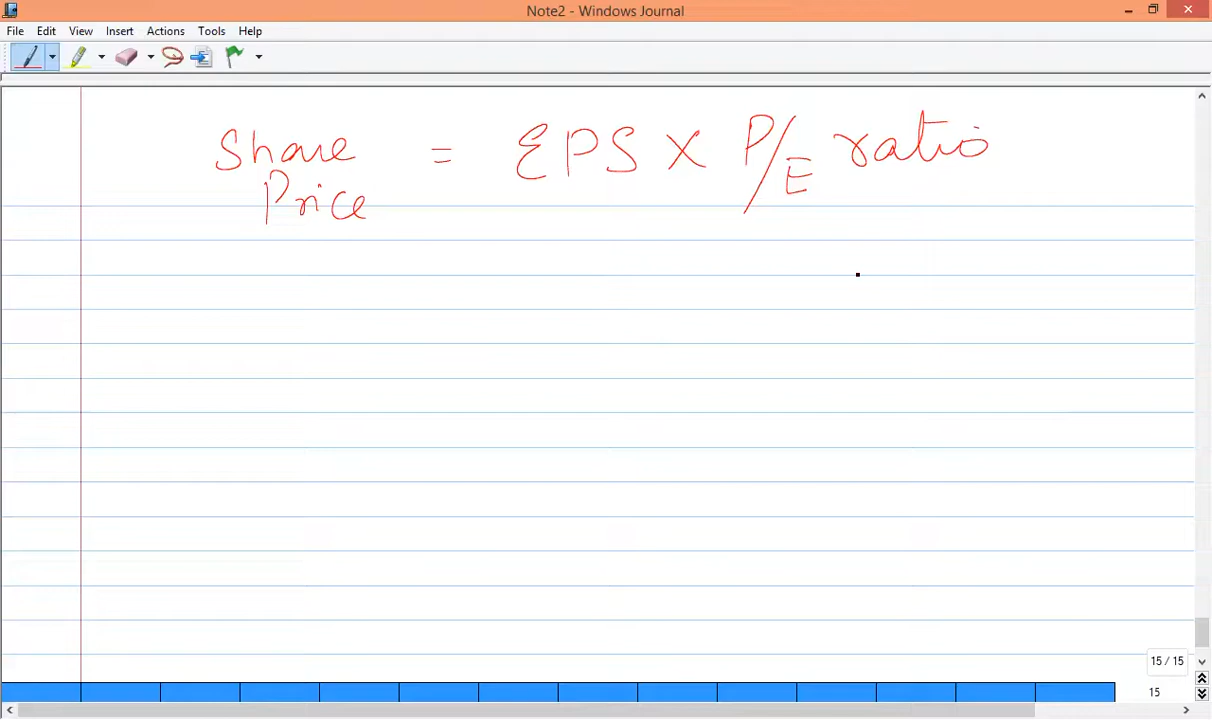 Note2 - Windows Journal
File Edit View Insert Actions Tools Help
Share = EPS X P/E ratio
Price
15 / 15
15